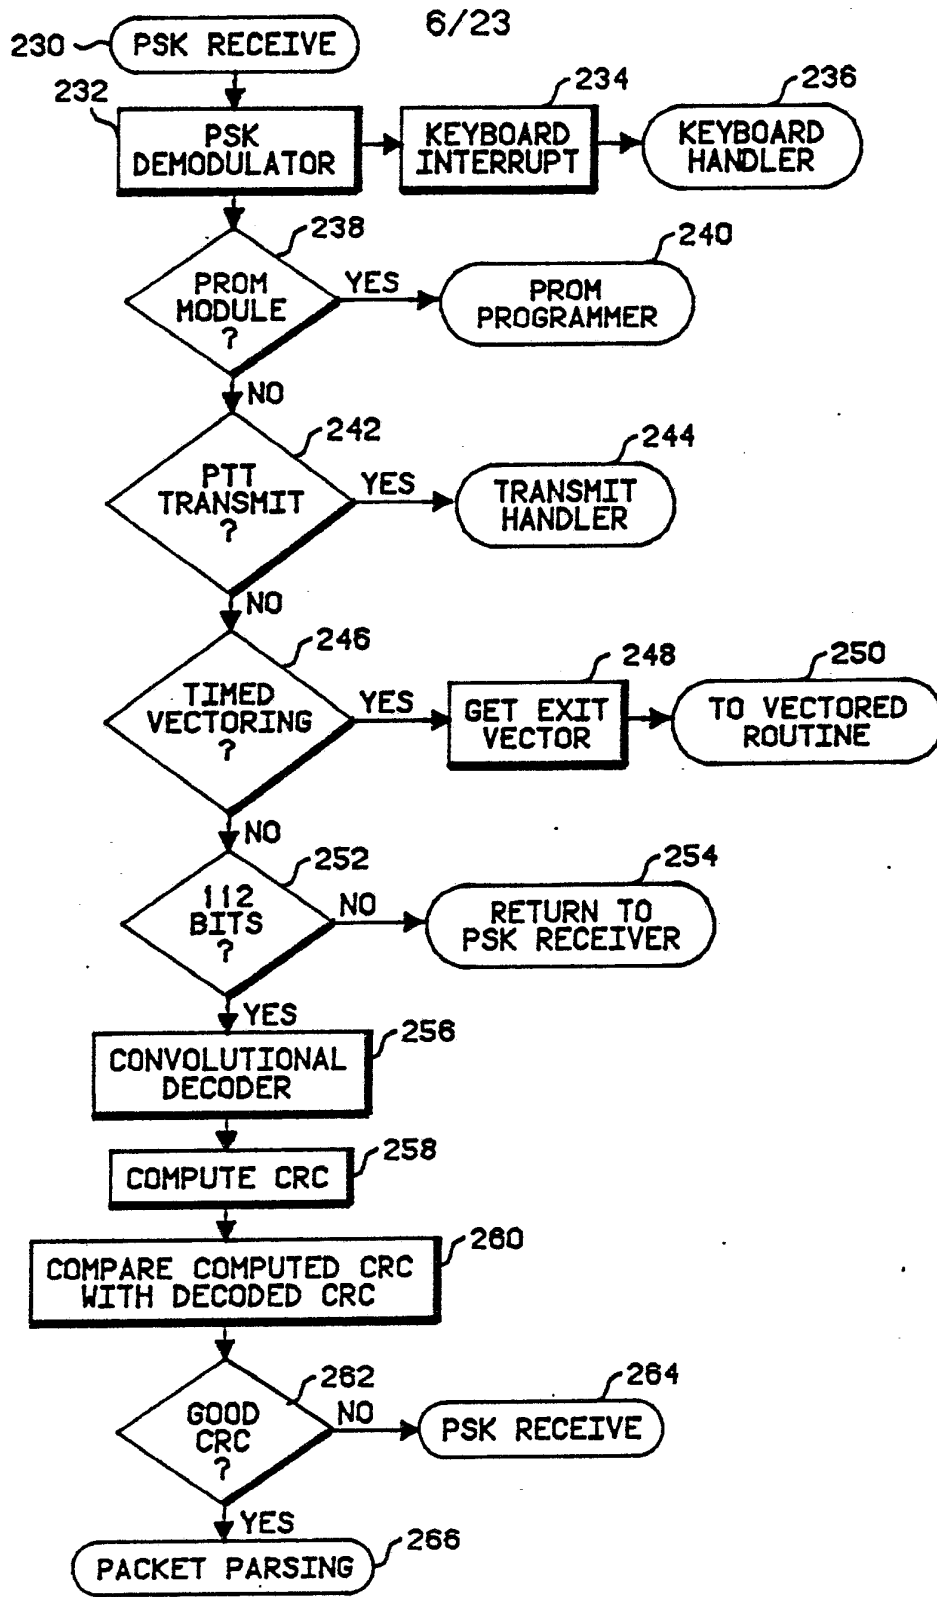 6/23
230
PSK RECEIVE
232
PSK
DEMODULATOR
234
KEYBOARD
INTERRUPT
236
KEYBOARD
HANDLER
238
PROM
MODULE
?
YES
240
PROM
PROGRAMMER
NO
242
PTT
TRANSMIT
?
YES
244
TRANSMIT
HANDLER
NO
246
TIMED
VECTORING
?
YES
248
GET EXIT
VECTOR
250
TO VECTORED
ROUTINE
NO
252
112
BITS
?
NO
254
RETURN TO
PSK RECEIVER
YES
256
CONVOLUTIONAL
DECODER
258
COMPUTE CRC
260
COMPARE COMPUTED CRC
WITH DECODED CRC
262
GOOD
CRC
?
NO
264
PSK RECEIVE
YES
266
PACKET PARSING